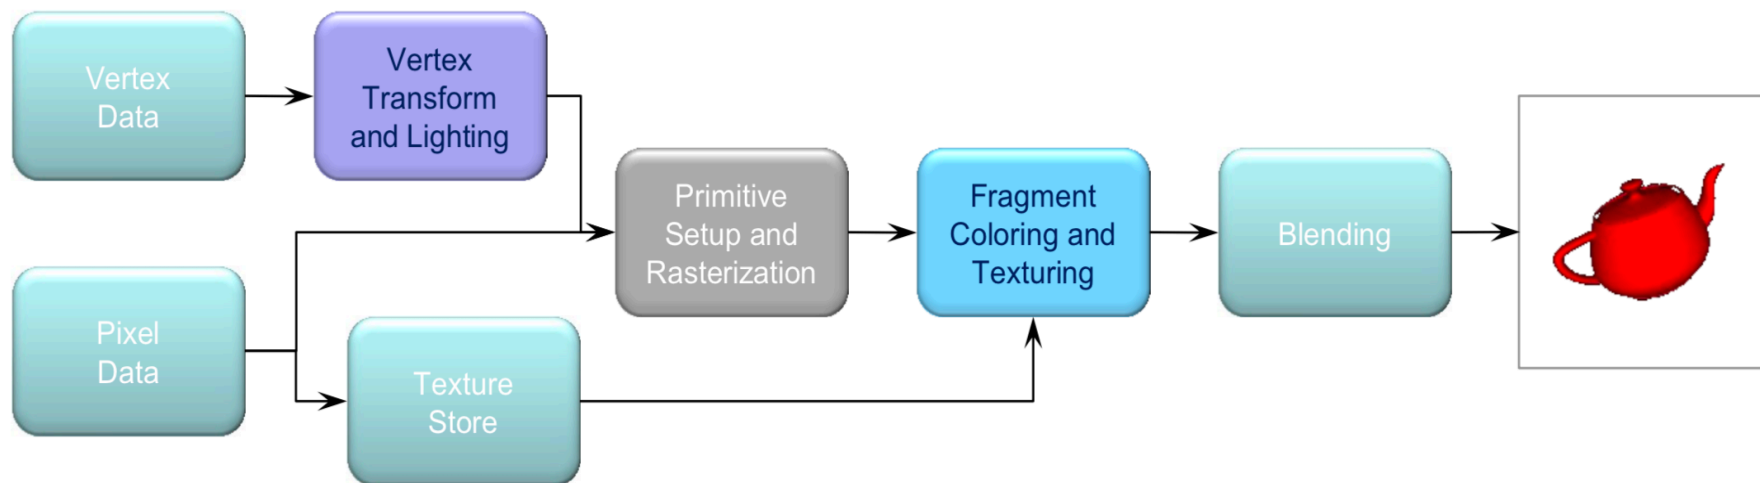 Vertex
Data
Vertex
Transform
and Lighting
Primitive
Setup and
Rasterization
Fragment
Coloring and
Texturing
Blending
Pixel
Data
Texture
Store